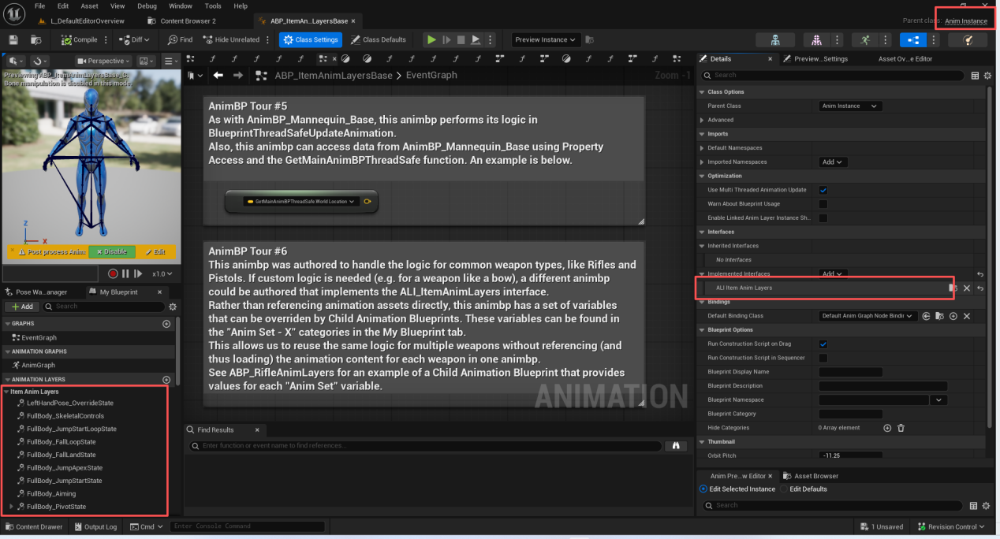 File Edit Asset View Debug Window Tools Help
L_DefaultEditorOverview
Content Browser 2
ABP_ItemAn...LayersBase
Parent class: Anim Instance
Compile
Diff
Find
Hide Unrelated
Class Settings
Class Defaults
Preview Instance
Perspective
Previewing ABP_ItemAnimLayersBase_C.
Bone manipulation is disabled in this mode.
Z
X
Post process Anim
Disable
Edit
x1.0
Pose Wa...anager
My Blueprint
Add
Search
GRAPHS
EventGraph
ANIMATION GRAPHS
AnimGraph
ANIMATION LAYERS
Item Anim Layers
LeftHandPose_OverrideState
FullBody_SkeletalControls
FullBody_JumpStartLoopState
FullBody_FallLoopState
FullBody_FallLandState
FullBody_JumpApexState
FullBody_JumpStartState
FullBody_Aiming
FullBody_PivotState
ABP_ItemAnimLayersBase > EventGraph
Zoom -1
AnimBP Tour #5
As with AnimBP_Mannequin_Base, this animbp performs its logic in
BlueprintThreadSafeUpdateAnimation.
Also, this animbp can access data from AnimBP_Mannequin_Base using Property
Access and the GetMainAnimBPThreadSafe function. An example is below.
GetMainAnimBPThreadSafe.World Location
AnimBP Tour #6
This animbp was authored to handle the logic for common weapon types, like Rifles and
Pistols. If custom logic is needed (e.g. for a weapon like a bow), a different animbp
could be authored that implements the ALI_ItemAnimLayers interface.
Rather than referencing animation assets directly, this animbp has a set of variables
that can be overriden by Child Animation Blueprints. These variables can be found in
the "Anim Set - X" categories in the My Blueprint tab.
This allows us to reuse the same logic for multiple weapons without referencing (and
thus loading) the animation content for each weapon in one animbp.
See ABP_RifleAnimLayers for an example of a Child Animation Blueprint that provides
values for each "Anim Set" variable.
ANIMATION
Find Results
Enter function or event name to find references...
Details
Preview...Settings
Asset Ov...e Editor
Search
Class Options
Parent Class
Anim Instance
Advanced
Imports
Default Namespaces
Imported Namespaces
Add
Optimization
Use Multi Threaded Animation Update
Warn About Blueprint Usage
Enable Linked Anim Layer Instance Sh...
Interfaces
Inherited Interfaces
No Interfaces
Implemented Interfaces
Add
ALI Item Anim Layers
Bindings
Default Binding Class
Default Anim Graph Node Bindin
Blueprint Options
Run Construction Script on Drag
Run Construction Script in Sequencer
Blueprint Display Name
Blueprint Description
Blueprint Namespace
Blueprint Category
Hide Categories
0 Array element
Thumbnail
Orbit Pitch
-11.25
Anim Pre...w Editor
Asset Browser
Edit Selected Instance
Edit Defaults
Search
Content Drawer
Output Log
Cmd
Enter Console Command
1 Unsaved
Revision Control